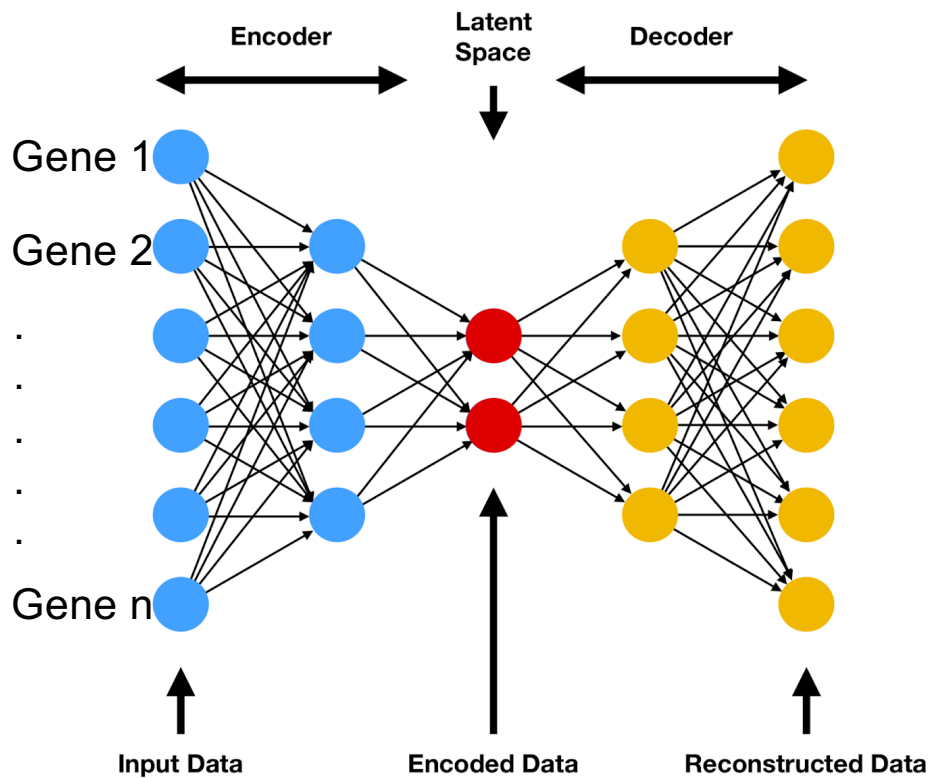 Encoder
Latent
Space
Decoder
Gene 1
Gene 2
.
.
.
.
.
Gene n
Input Data
Encoded Data
Reconstructed Data